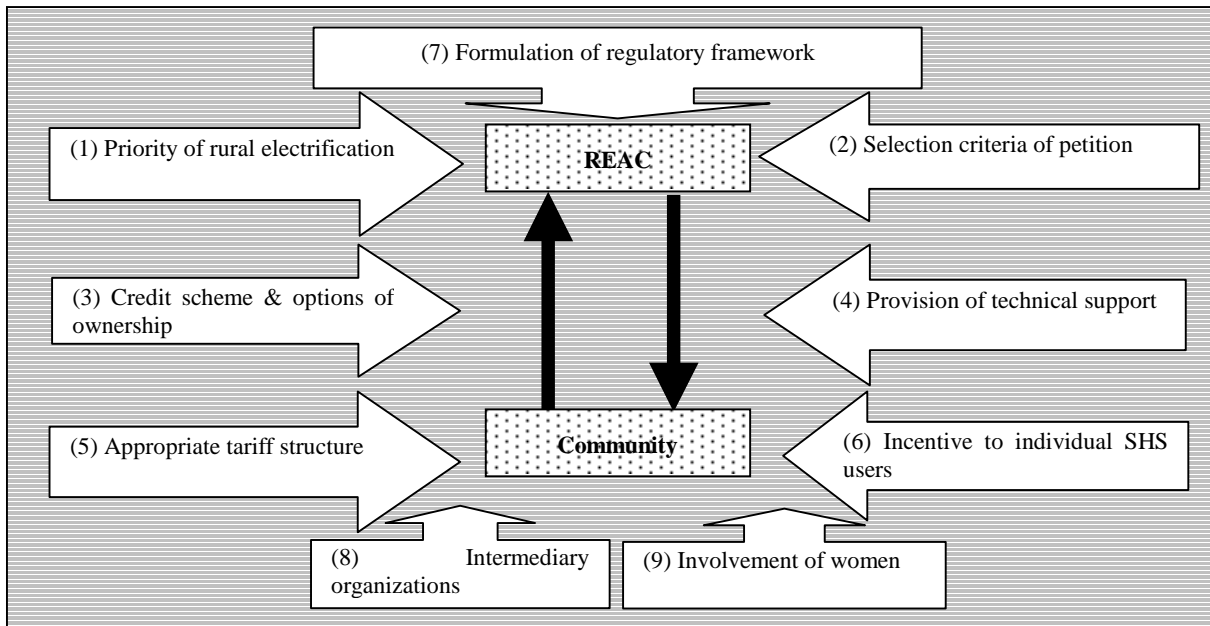 (7) Formulation of regulatory framework
(1) Priority of rural electrification
REAC
(2) Selection criteria of petition
(3) Credit scheme & options of
ownership
(4) Provision of technical support
(5) Appropriate tariff structure
Community
(6) Incentive to individual SHS
users
(8) Intermediary
organizations
(9) Involvement of women